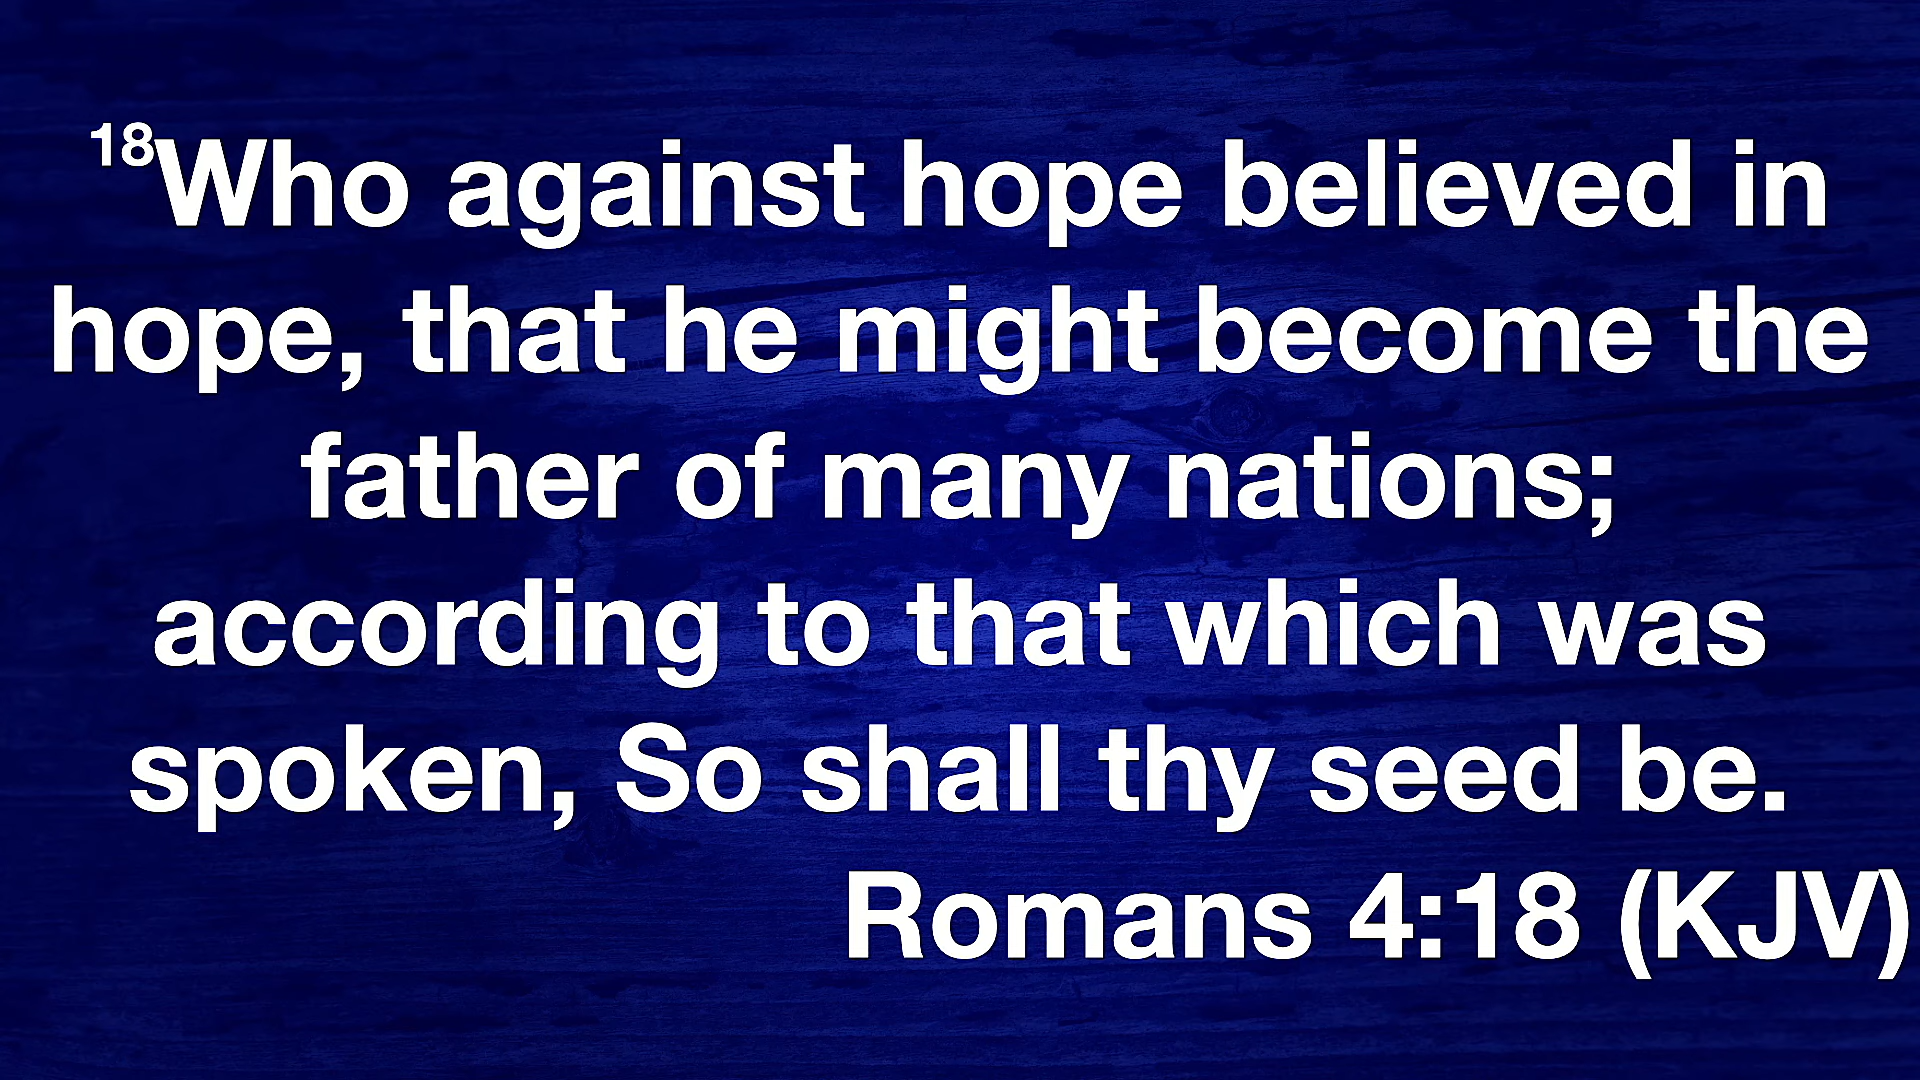 18Who against hope believed in
hope, that he might become the
father of many nations;
according to that which was
spoken, So shall thy seed be.
Romans 4:18 (KJV)